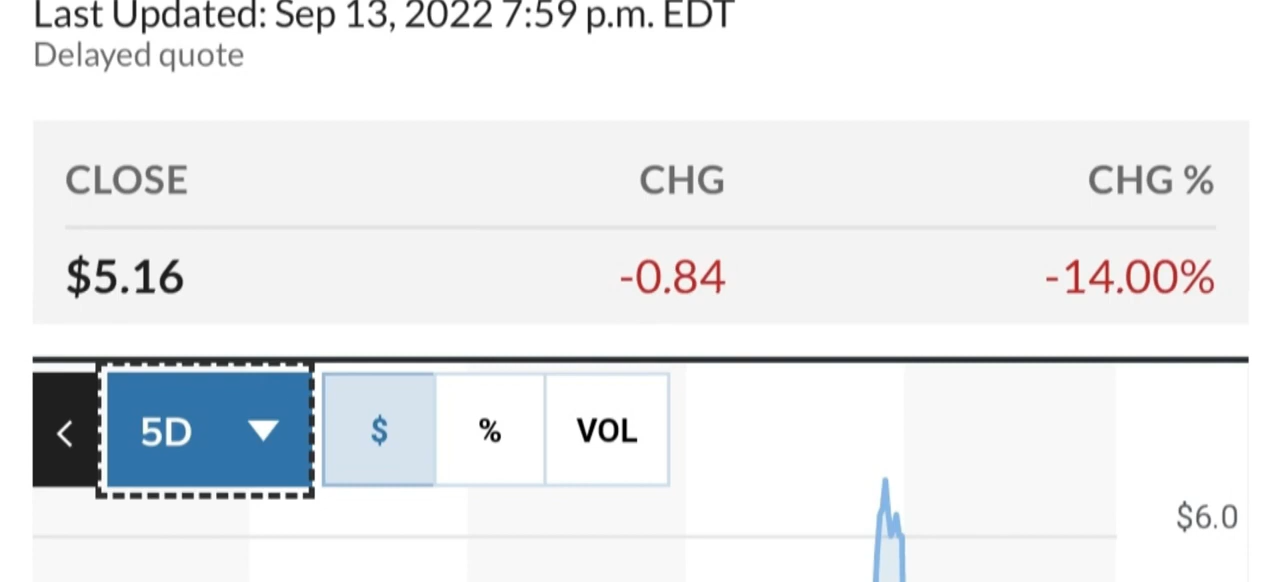 Last Updated: Sep 13, 2022 7:59 p.m. EDT
Delayed quote
CLOSE CHG CHG %
$5.16 -0.84 -14.00%
5D $ % VOL
$6.0